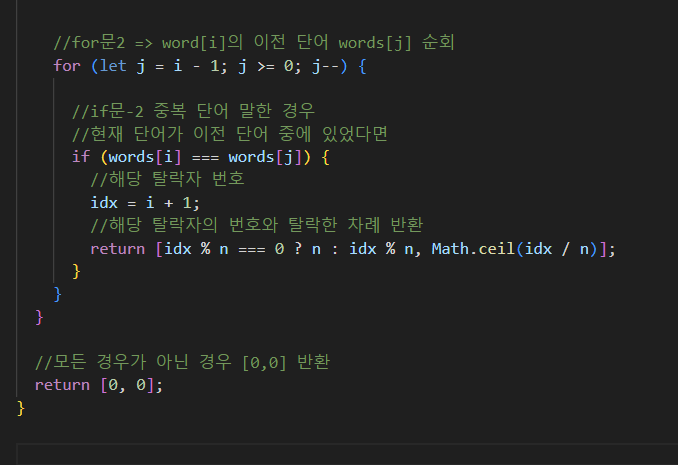 //for문2 => word[i]의 이전 단어 words[j] 순회
for (let j = i - 1; j >= 0; j--) {
//if문-2 중복 단어 말한 경우
//현재 단어가 이전 단어 중에 있었다면
if (words[i] === words[j]) {
//해당 탈락자 번호
idx = i + 1;
//해당 탈락자의 번호와 탈락한 차례 반환
return [idx % n === 0 ? n : idx % n, Math.ceil(idx / n)];
}
}
}
//모든 경우가 아닌 경우 [0,0] 반환
return [0, 0];
}